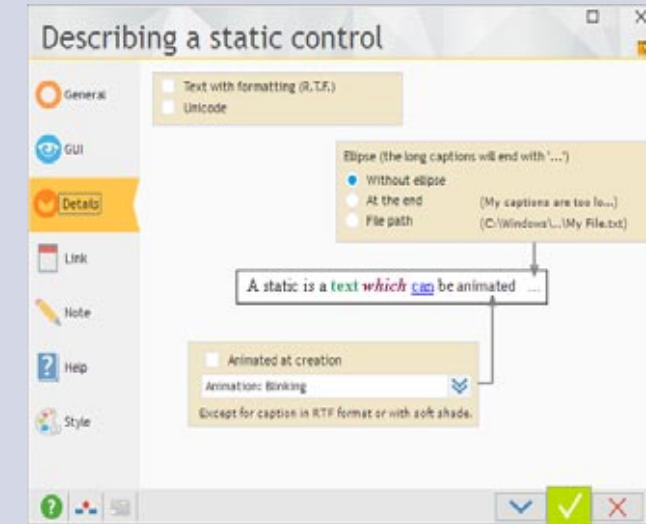 Describing a static control
General
GUI
Details
Link
Note
Help
Style
Text with formatting (R.T.F.)
Unicode
Ellipse (the long captions will end with '...')
Without ellipse
At the end (My captions are too lo...)
File path (C:\Windows\...\My File.txt)
A static is a text which can be animated ...
Animated at creation
Animation: Blinking
Except for caption in RTF format or with soft shade.